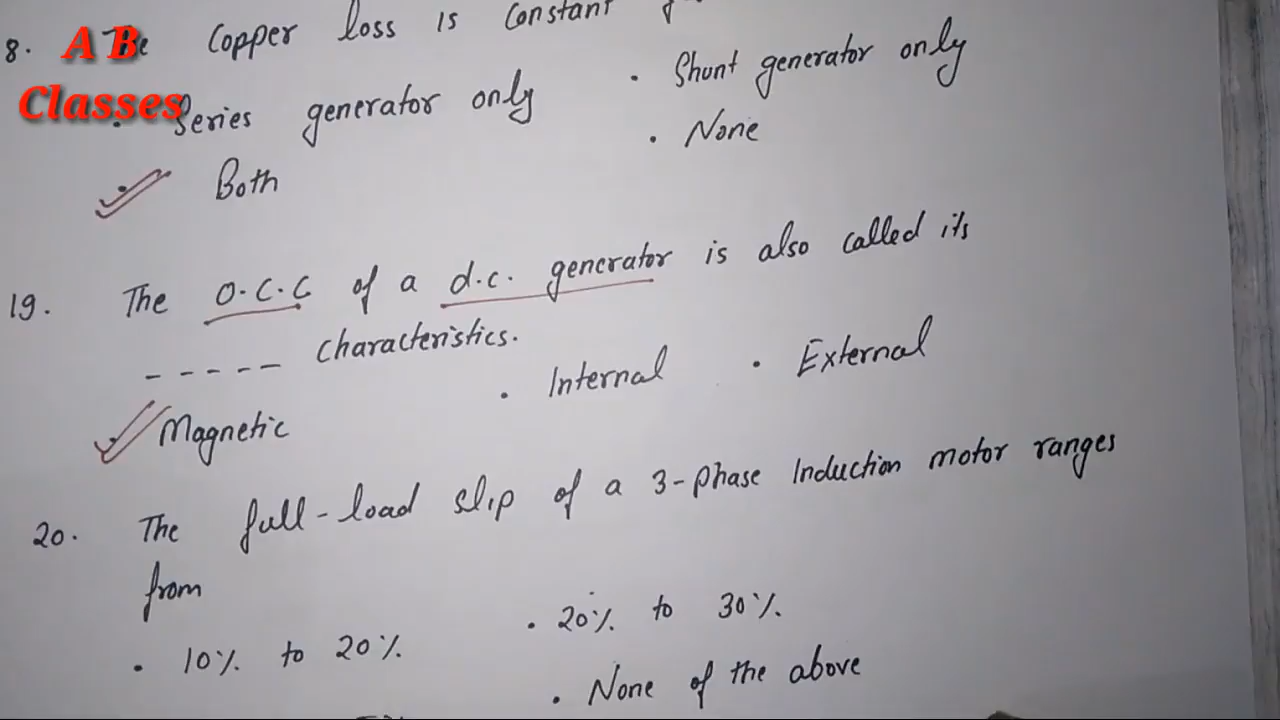 8. The Copper loss is Constant
A B
Classes
· Series generator only · Shunt generator only
· Both · None
19. The O.C.C of a d.c. generator is also called its
----- Characteristics.
· Magnetic · Internal · External
20. The full-load slip of a 3-phase Induction motor ranges
from
· 10% to 20% · 20% to 30%
· None of the above